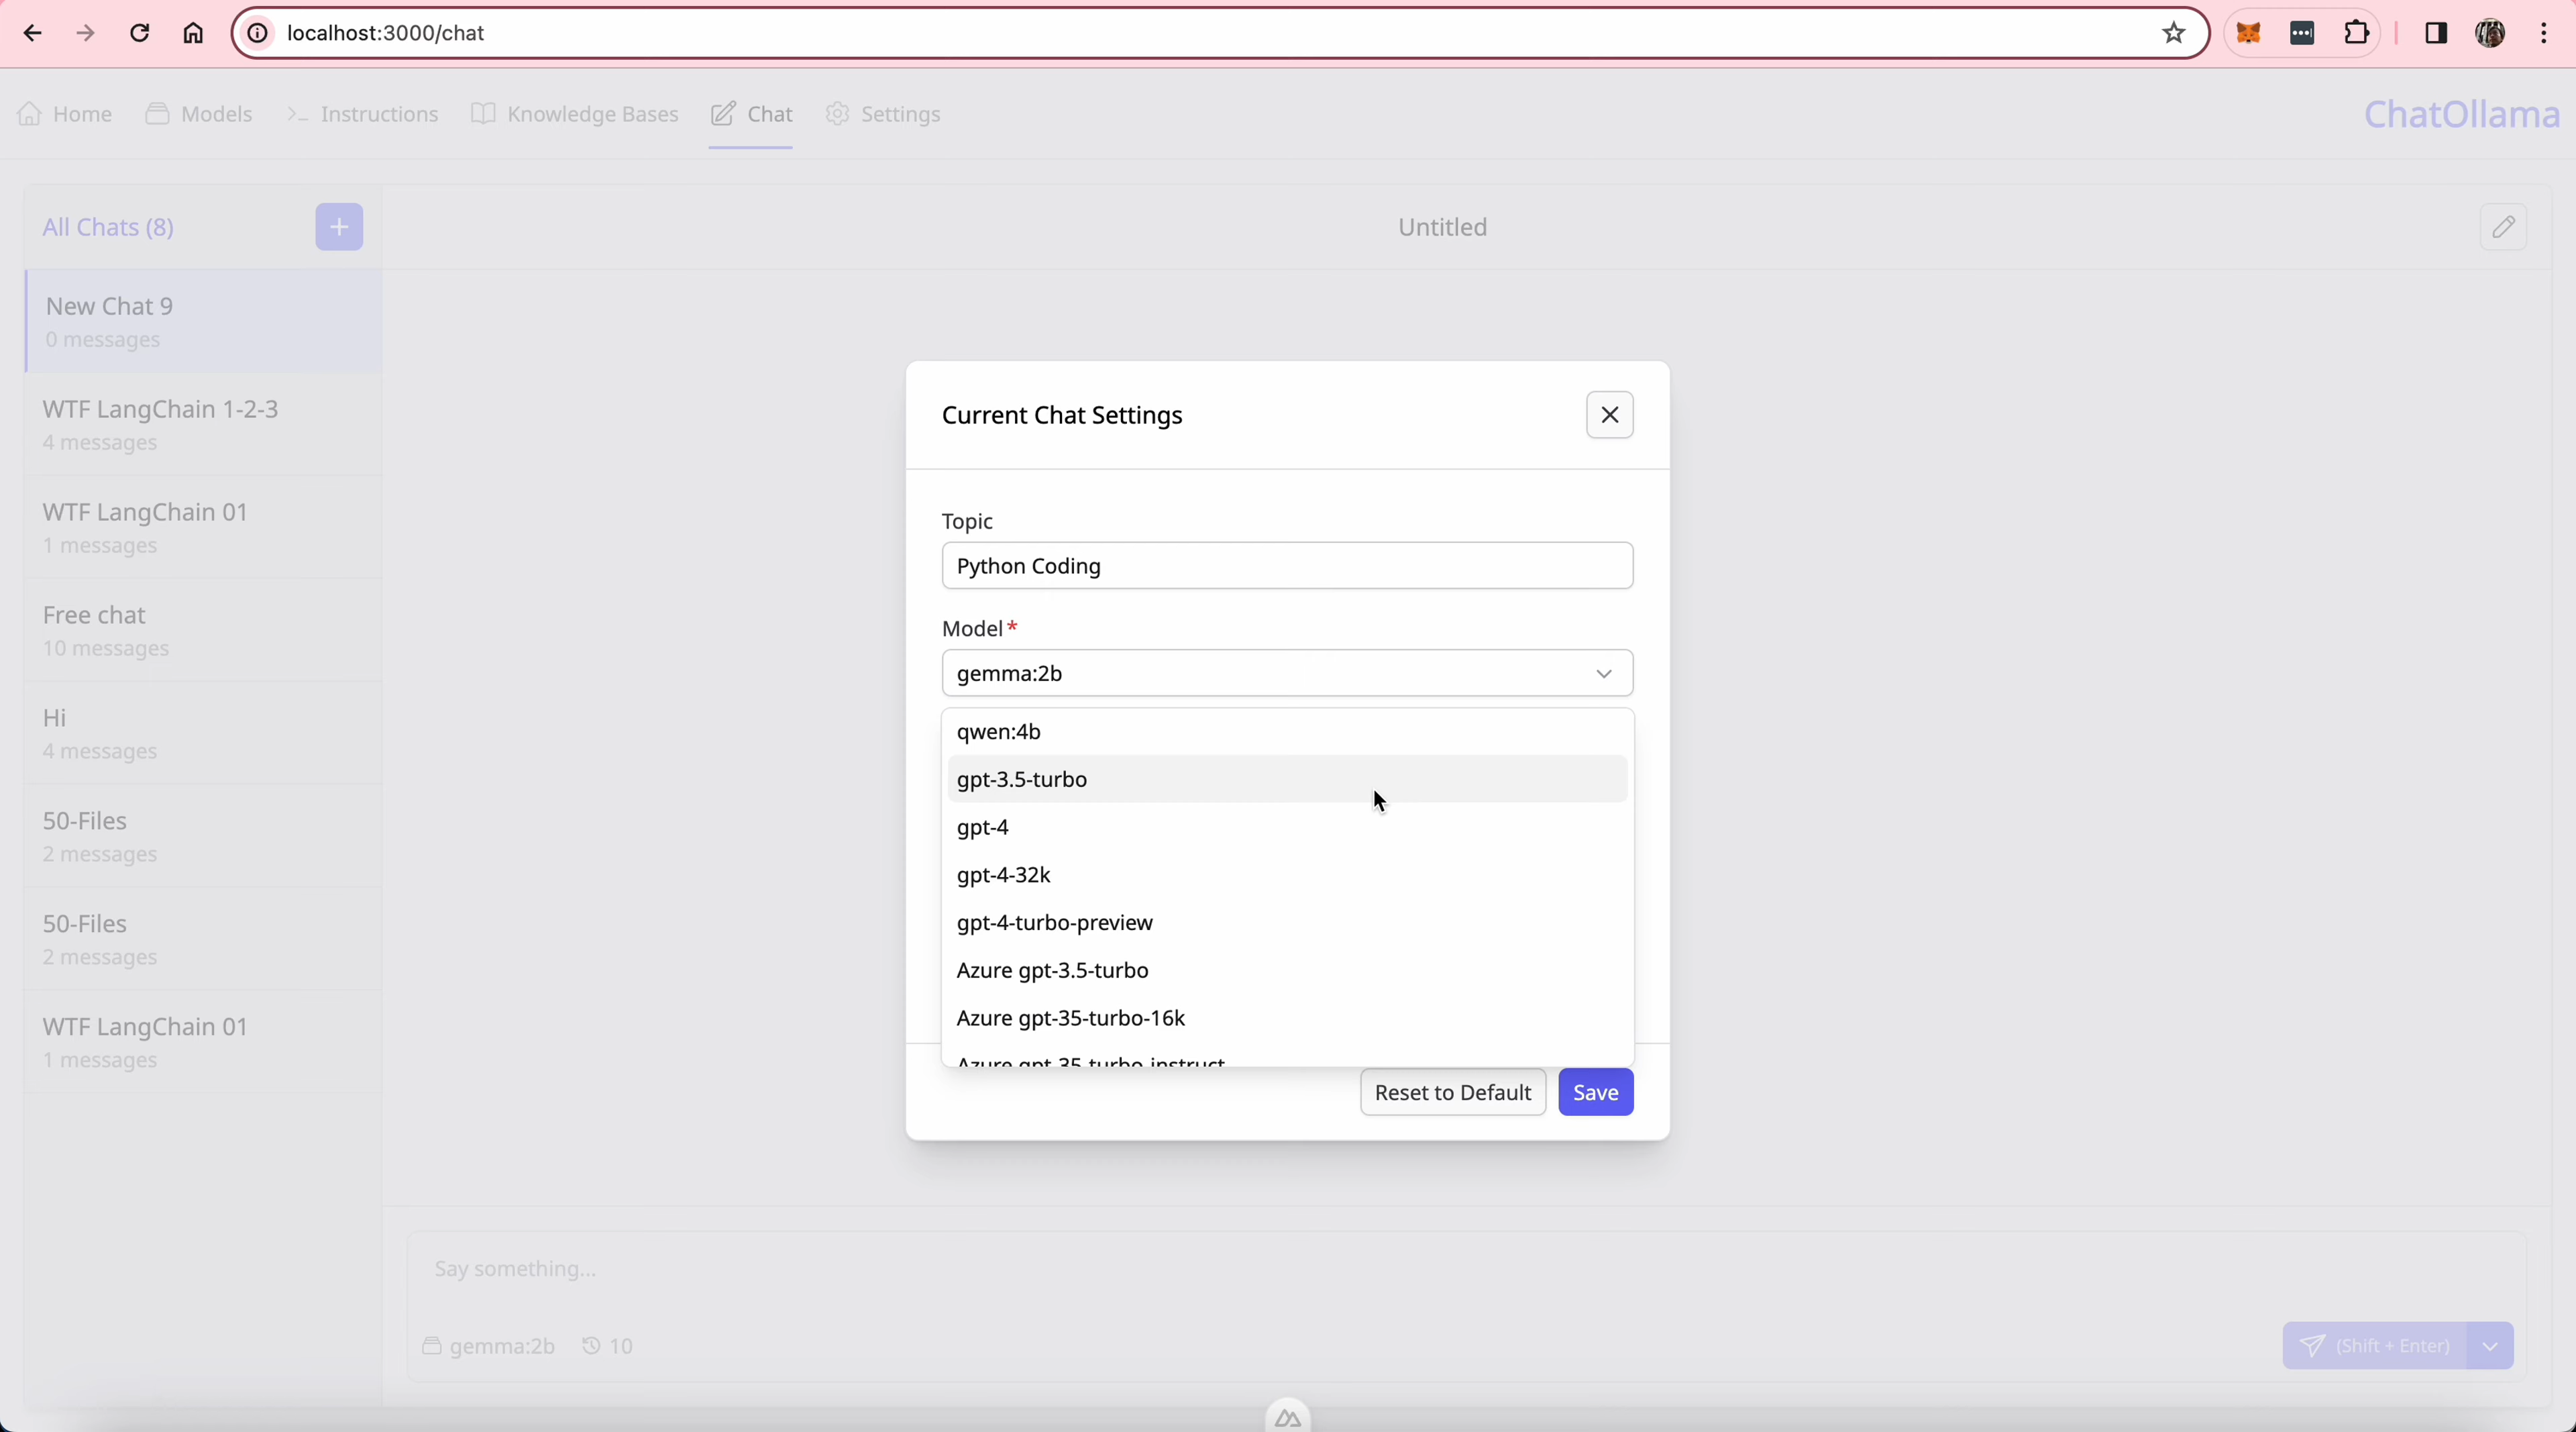 localhost:3000/chat
Home Models Instructions Knowledge Bases Chat Settings ChatOllama
All Chats (8) +
Untitled
New Chat 9
0 messages
WTF LangChain 1-2-3
4 messages
WTF LangChain 01
1 messages
Free chat
10 messages
Hi
4 messages
50-Files
2 messages
50-Files
2 messages
WTF LangChain 01
1 messages
Current Chat Settings
Topic
Python Coding
Model*
gemma:2b
qwen:4b
gpt-3.5-turbo
gpt-4
gpt-4-32k
gpt-4-turbo-preview
Azure gpt-3.5-turbo
Azure gpt-35-turbo-16k
Azure gpt-35-turbo-instruct
Reset to Default Save
Say something...
gemma:2b 10 (Shift + Enter)